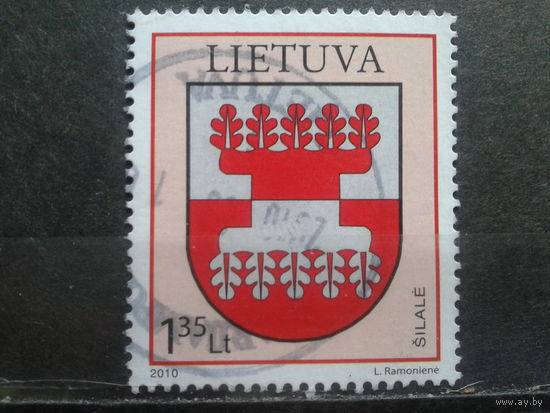 LIETUVA
ŠILALĖ
1 35 Lt
2010
L. Ramonienė
www.ay.by